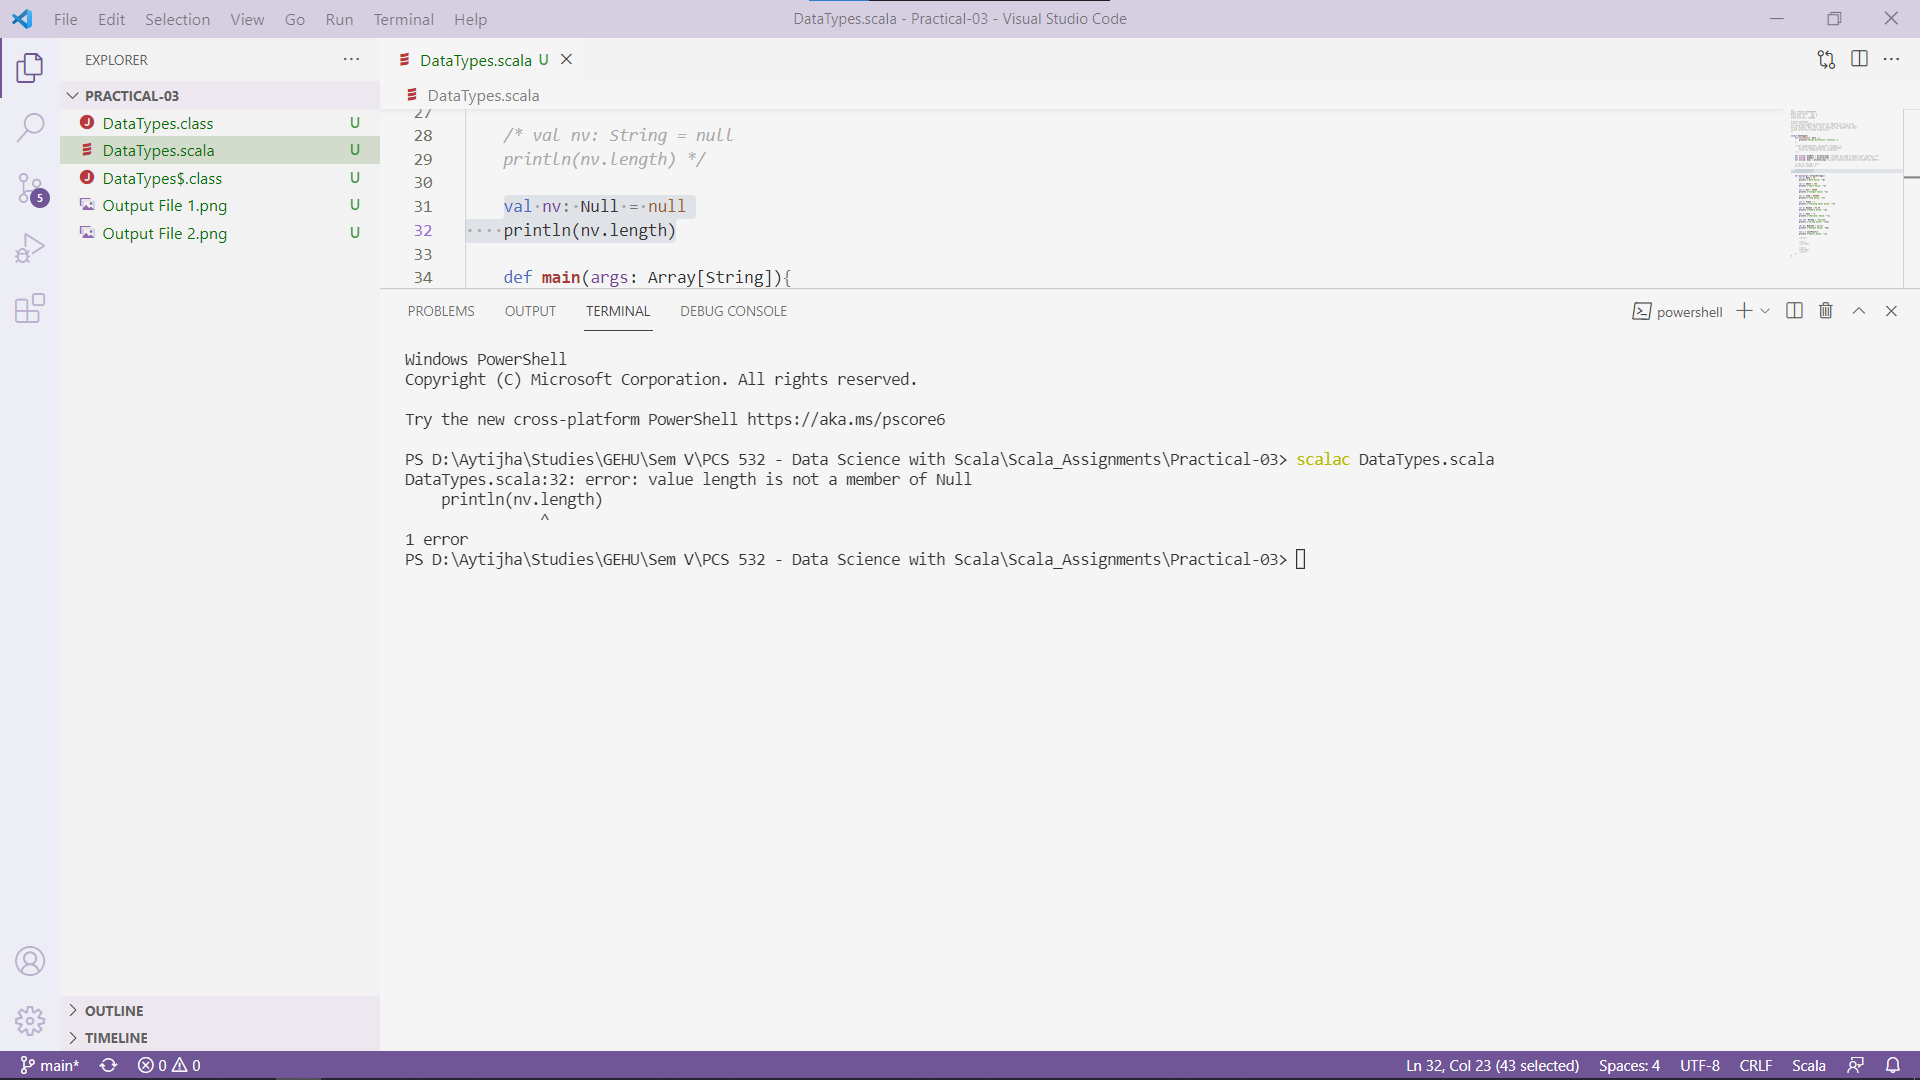 File Edit Selection View Go Run Terminal Help
DataTypes.scala - Practical-03 - Visual Studio Code
EXPLORER
PRACTICAL-03
DataTypes.class U
DataTypes.scala U
DataTypes$.class U
Output File 1.png U
Output File 2.png U
5
OUTLINE
TIMELINE
DataTypes.scala U
DataTypes.scala
27
28 /* val nv: String = null
29 println(nv.length) */
30
31 val·nv:·Null·=·null
32 ····println(nv.length)
33
34 def main(args: Array[String]){
PROBLEMS OUTPUT TERMINAL DEBUG CONSOLE
powershell
Windows PowerShell
Copyright (C) Microsoft Corporation. All rights reserved.
Try the new cross-platform PowerShell https://aka.ms/pscore6
PS D:\Aytijha\Studies\GEHU\Sem V\PCS 532 - Data Science with Scala\Scala_Assignments\Practical-03> scalac DataTypes.scala
DataTypes.scala:32: error: value length is not a member of Null
println(nv.length)
^
1 error
PS D:\Aytijha\Studies\GEHU\Sem V\PCS 532 - Data Science with Scala\Scala_Assignments\Practical-03>
main* 0 0
Ln 32, Col 23 (43 selected) Spaces: 4 UTF-8 CRLF Scala